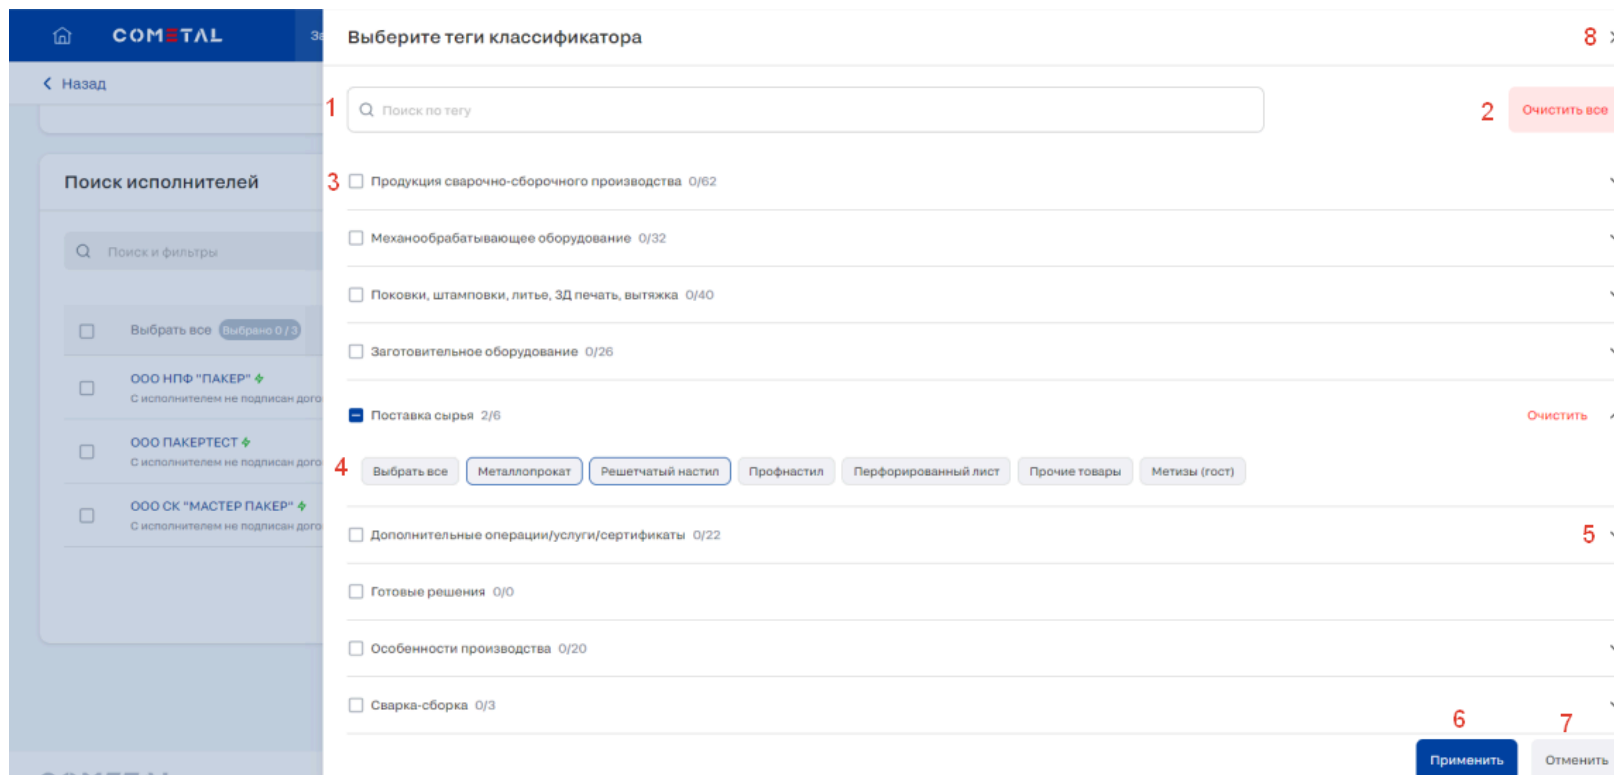 COMETAL
За
Выберите теги классификатора
8
Назад
1
Поиск по тегу
2
Очистить все
Поиск исполнителей
3
Продукция сварочно-сборочного производства 0/62
Механообрабатывающее оборудование 0/32
Поиск и фильтры
Поковки, штамповки, литье, 3Д печать, вытяжка 0/40
Выбрать все Выбрано 0 / 3
Заготовительное оборудование 0/26
ООО НПФ "ПАКЕР"
С исполнителем не подписан дого
Поставка сырья 2/6
Очистить
ООО ПАКЕРТЕСТ
С исполнителем не подписан дого
4
Выбрать все Металлопрокат Решетчатый настил Профнастил Перфорированный лист Прочие товары Метизы (гост)
ООО СК "МАСТЕР ПАКЕР"
С исполнителем не подписан дого
Дополнительные операции/услуги/сертификаты 0/22
5
Готовые решения 0/0
Особенности производства 0/20
Сварка-сборка 0/3
6
7
Применить
Отменить